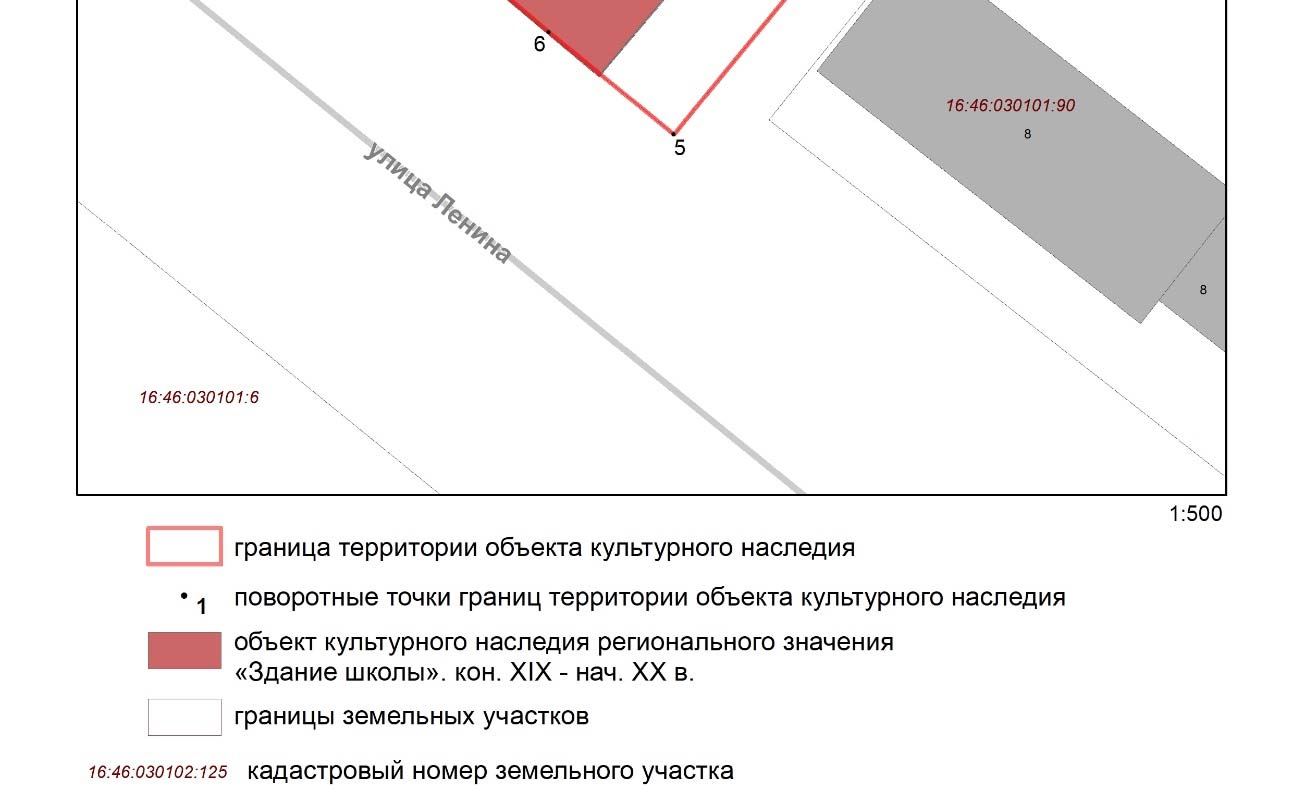 6
16:46:030101:90
8
5
улица Ленина
8
16:46:030101:6
1:500
граница территории объекта культурного наследия
1 поворотные точки границ территории объекта культурного наследия
объект культурного наследия регионального значения
«Здание школы». кон. XIX - нач. XX в.
границы земельных участков
16:46:030102:125 кадастровый номер земельного участка